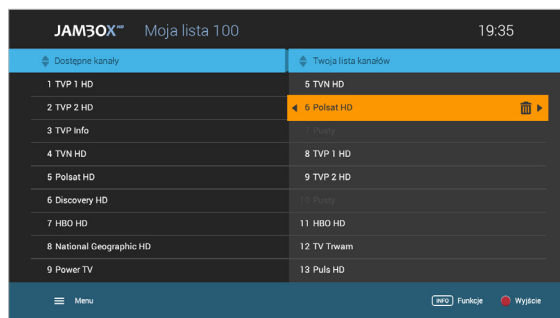 JAMBOX Moja lista 100 19:35
Dostępne kanały
1 TVP 1 HD
2 TVP 2 HD
3 TVP Info
4 TVN HD
5 Polsat HD
6 Discovery HD
7 HBO HD
8 National Geographic HD
9 Power TV
Twoja lista kanałów
5 TVN HD
6 Polsat HD
7 Pusty
8 TVP 1 HD
9 TVP 2 HD
10 Pusty
11 HBO HD
12 TV Trwam
13 Puls HD
Menu
INFO Funkcje Wyjście